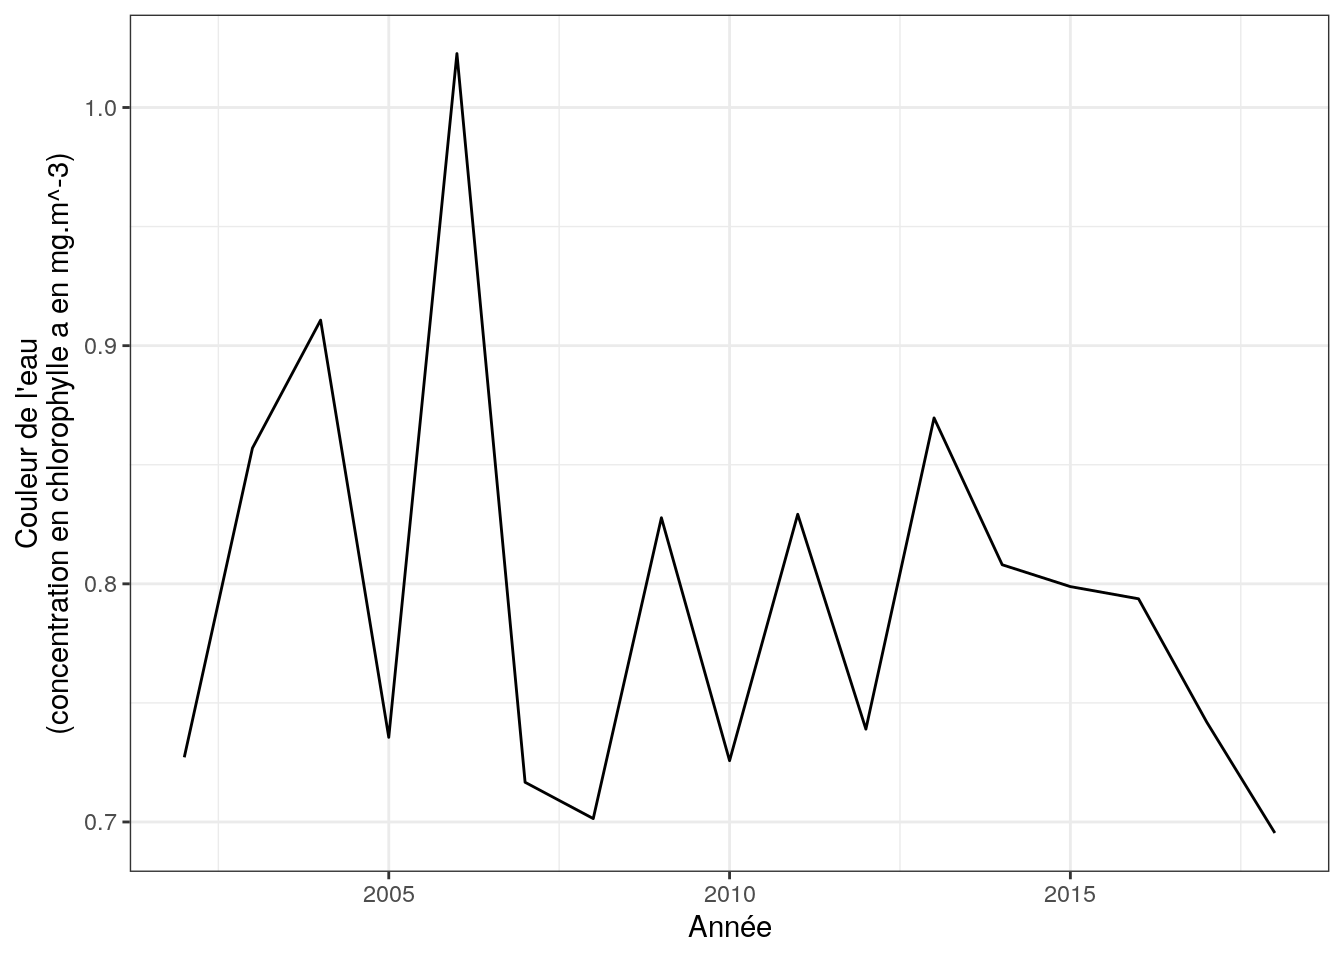 Couleur de l'eau
(concentration en chlorophylle a en mg.m^-3)
1.0
0.9
0.8
0.7
2005
2010
2015
Année